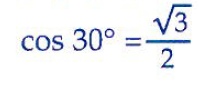 cos 30° = √3/2